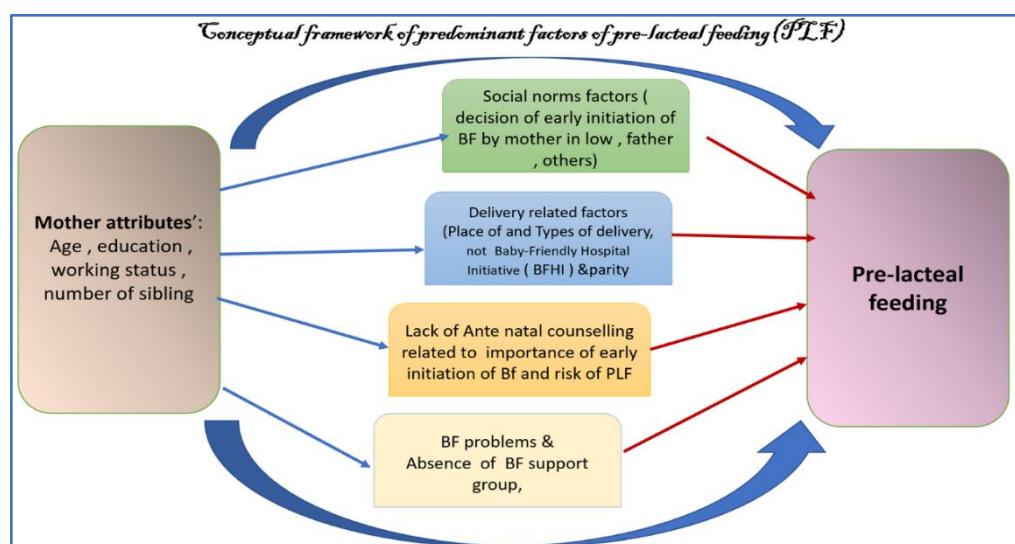 Conceptual framework of predominant factors of pre-lacteal feeding (PLF)
Mother attributes’:
Age , education ,
working status ,
number of sibling
Social norms factors (
decision of early initiation of
BF by mother in low , father
, others)
Delivery related factors
(Place of and Types of delivery,
not Baby-Friendly Hospital
Initiative ( BFHI ) &parity
Lack of Ante natal counselling
related to importance of early
initiation of Bf and risk of PLF
BF problems &
Absence of BF support
group,
Pre-lacteal
feeding